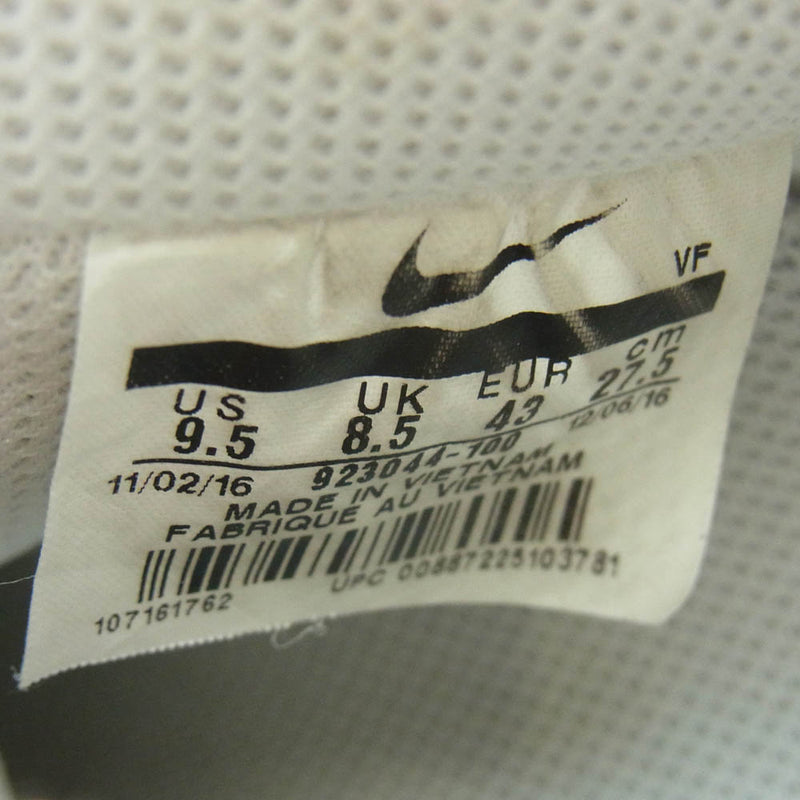 VF
US UK EUR cm
9.5 8.5 43 27.5
11/02/16 923044-100 12/06/16
MADE IN VIETNAM
FABRIQUE AU VIETNAM
107161762 UPC 00887225103781